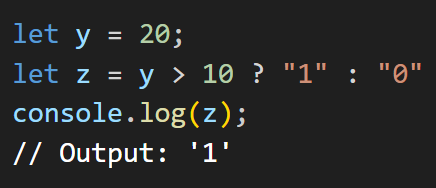 let y = 20;
let z = y > 10 ? "1" : "0"
console.log(z);
// Output: '1'